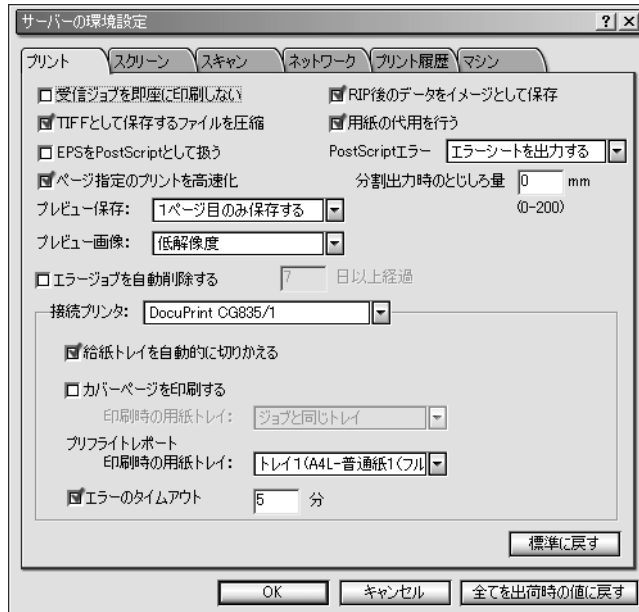 サーバーの環境設定
プリント スクリーン スキャン ネットワーク プリント履歴 マシン
受信ジョブを即座に印刷しない
RIP後のデータをイメージとして保存
TIFFとして保存するファイルを圧縮
用紙の代用を行う
EPSをPostScriptとして扱う
PostScriptエラー エラーシートを出力する
ページ指定のプリントを高速化
分割出力時のとじしろ量 0 mm
(0-200)
プレビュー保存: 1ページ目のみ保存する
プレビュー画像: 低解像度
エラージョブを自動削除する 7 日以上経過
接続プリンタ: DocuPrint CG835/1
給紙トレイを自動的に切りかえる
カバーページを印刷する
印刷時の用紙トレイ: ジョブと同じトレイ
プリフライトレポート
印刷時の用紙トレイ: トレイ1(A4L-普通紙1(フル
エラーのタイムアウト 5 分
標準に戻す
OK キャンセル 全てを出荷時の値に戻す